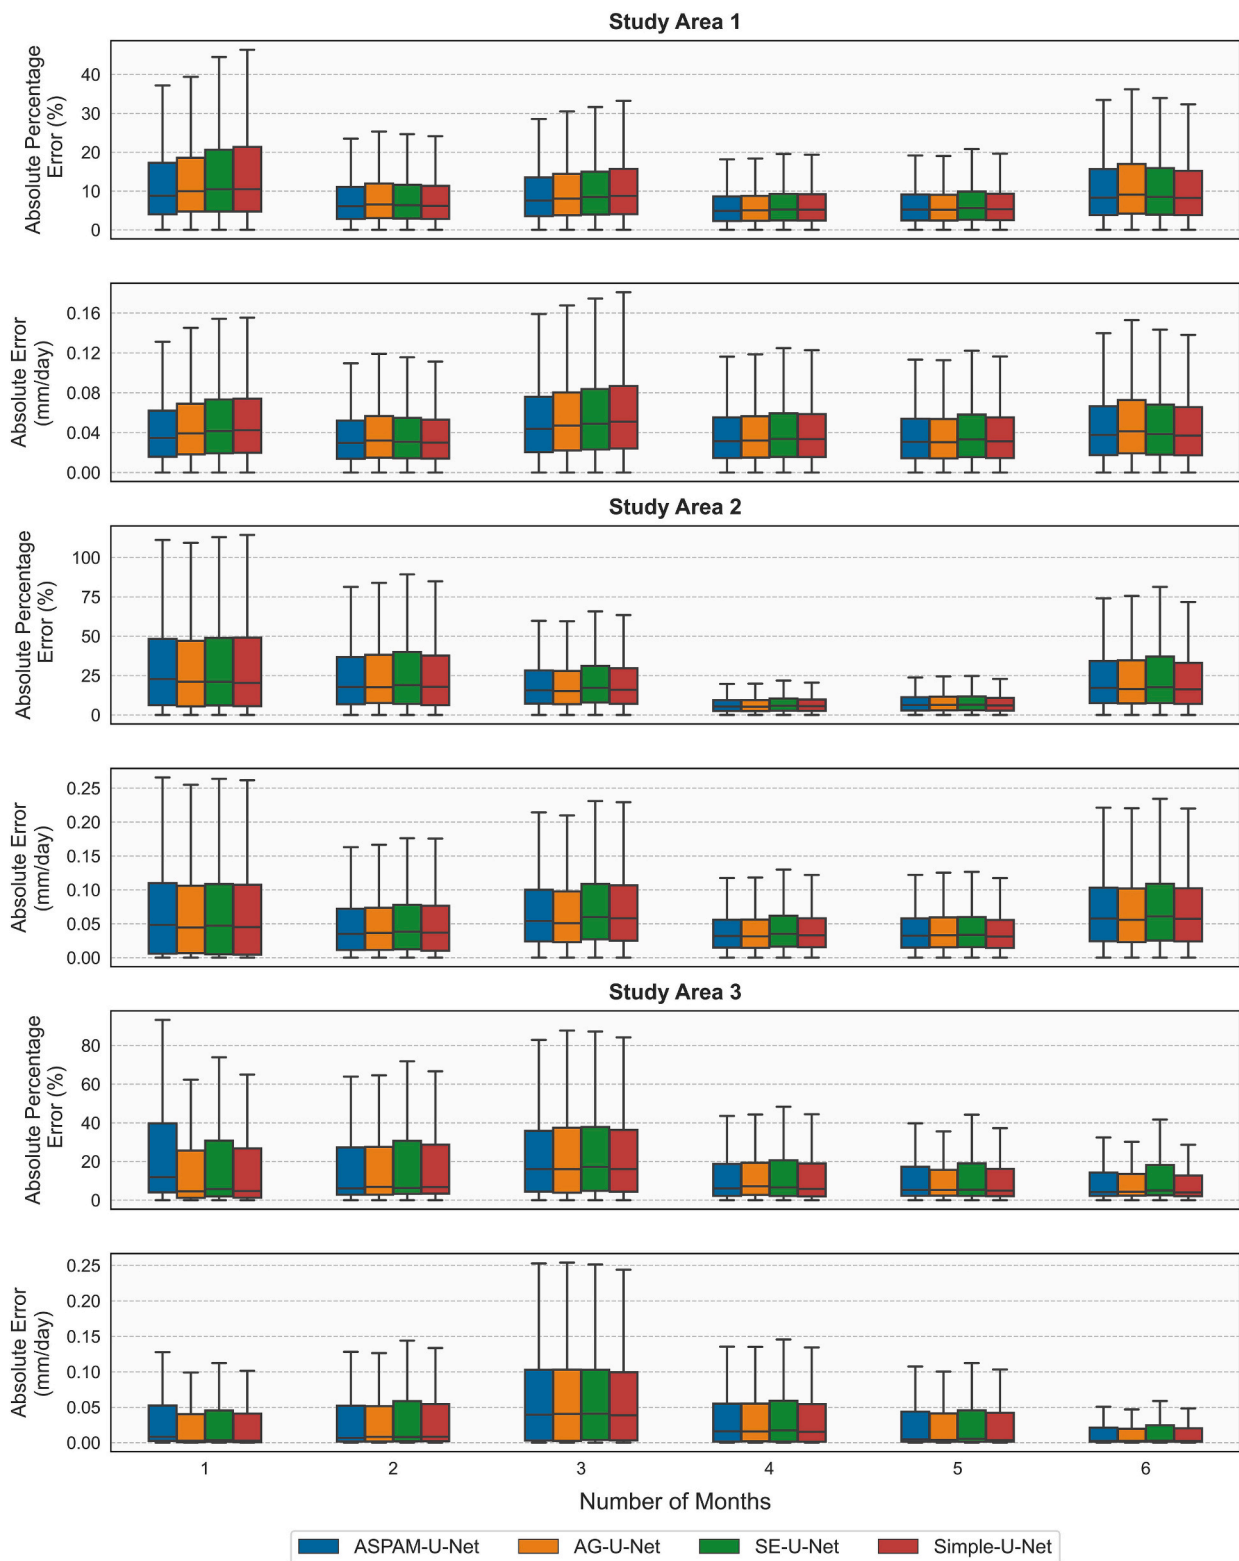 Study Area 1
Absolute Percentage
Error (%)
40
30
20
10
0
Absolute Error
(mm/day)
0.16
0.12
0.08
0.04
0.00
Study Area 2
Absolute Percentage
Error (%)
100
75
50
25
0
Absolute Error
(mm/day)
0.25
0.20
0.15
0.10
0.05
0.00
Study Area 3
Absolute Percentage
Error (%)
80
60
40
20
0
Absolute Error
(mm/day)
0.25
0.20
0.15
0.10
0.05
0.00
1 2 3 4 5 6
Number of Months
ASPAM-U-Net AG-U-Net SE-U-Net Simple-U-Net